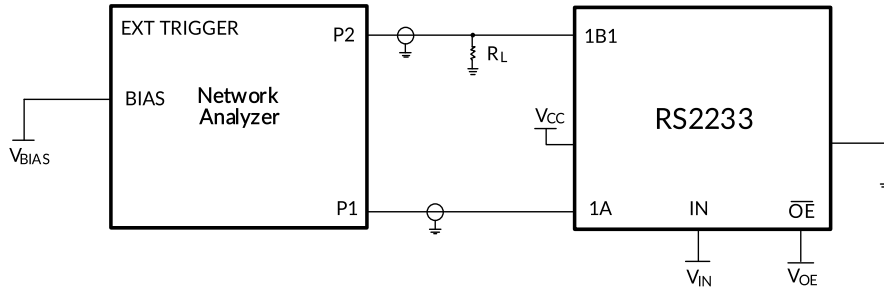 EXT TRIGGER
P2
1B1
RL
BIAS
Network
Analyzer
VCC
RS2233
VBIAS
P1
1A
IN
OE
VIN
VOE